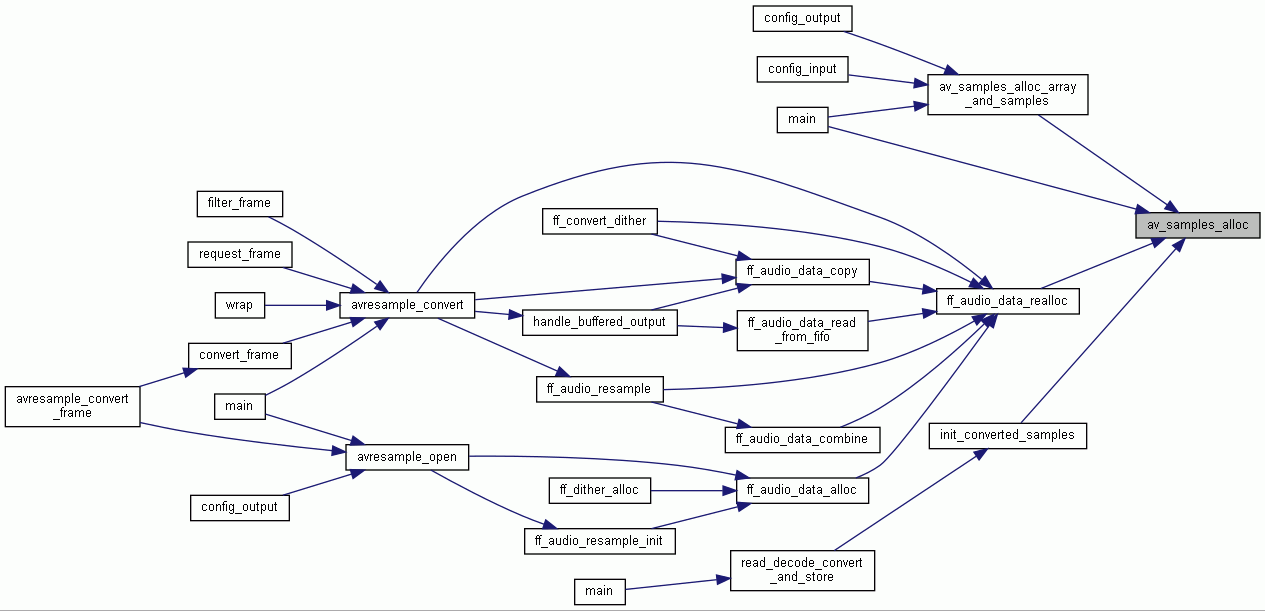 config_output
config_input
av_samples_alloc_array
_and_samples
main
filter_frame
ff_convert_dither
av_samples_alloc
request_frame
ff_audio_data_copy
wrap
avresample_convert
ff_audio_data_realloc
handle_buffered_output
ff_audio_data_read
_from_fifo
convert_frame
avresample_convert
_frame
main
ff_audio_resample
ff_audio_data_combine
init_converted_samples
avresample_open
config_output
ff_dither_alloc
ff_audio_data_alloc
ff_audio_resample_init
read_decode_convert
_and_store
main